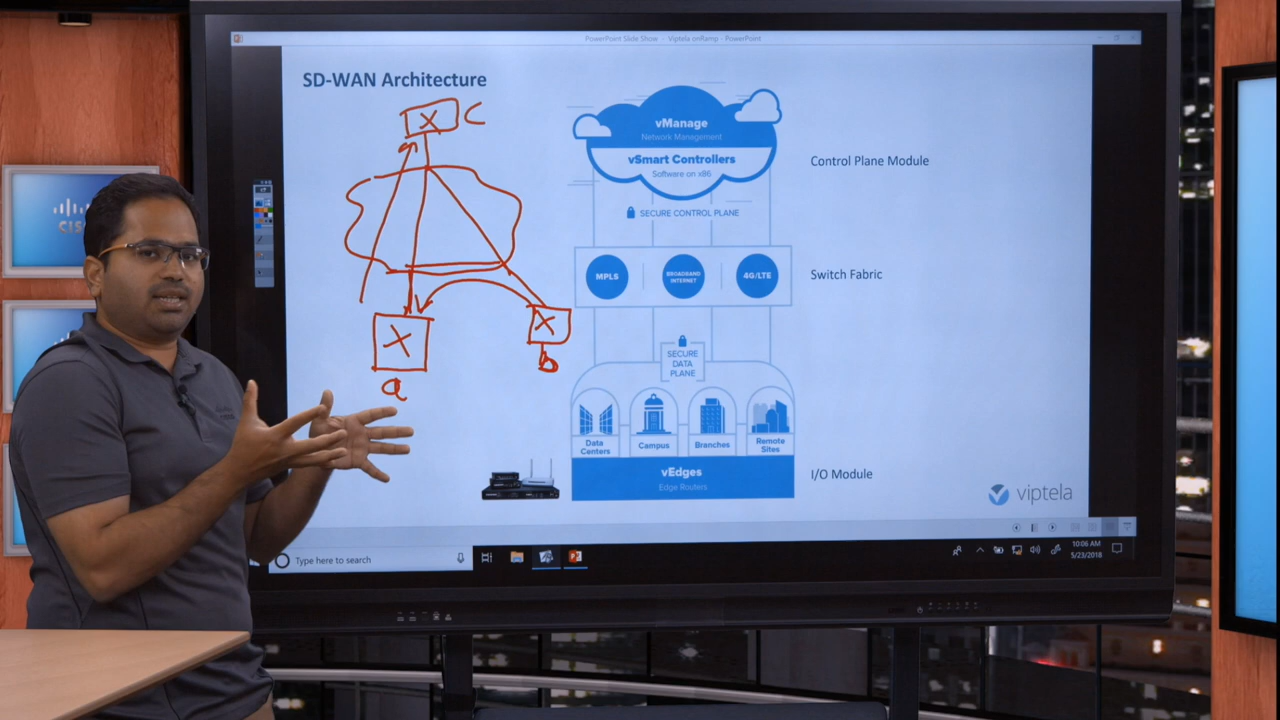 PowerPoint Slide Show - Viptela onRamp - PowerPoint
SD-WAN Architecture
X C
X
a
X
b
vManage
Network Management
vSmart Controllers
Software on x86
Control Plane Module
SECURE CONTROL PLANE
MPLS
BROADBAND
INTERNET
4G/LTE
Switch Fabric
SECURE
DATA
PLANE
Data
Centers
Campus
Branches
Remote
Sites
vEdges
Edge Routers
I/O Module
viptela
Type here to search
10:06 AM
5/23/2018